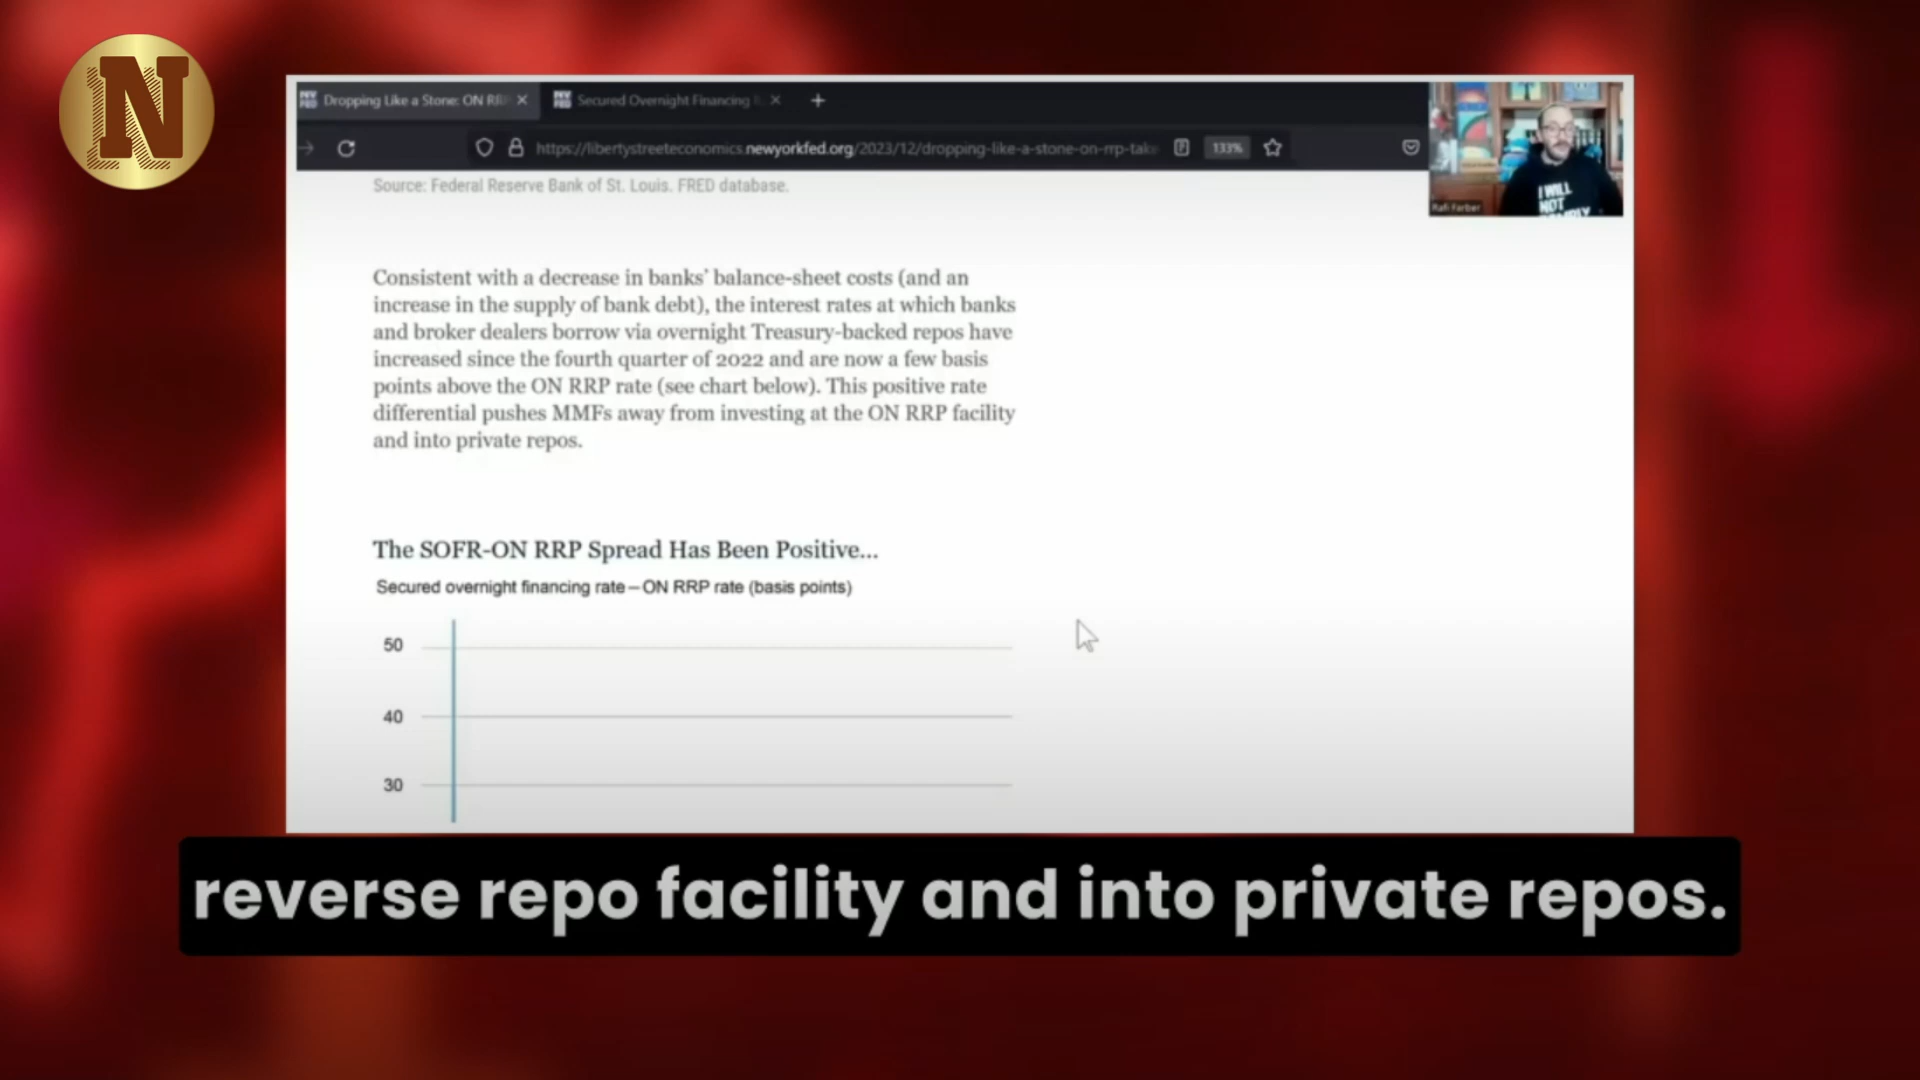 N
Dropping Like a Stone: ON RR
Secured Overnight Financing
https://libertystreeteconomics.newyorkfed.org/2023/12/dropping-like-a-stone-on-rrp-tak
133%
I WILL
NOT
Rafi Farber
Source: Federal Reserve Bank of St. Louis. FRED database.
Consistent with a decrease in banks’ balance-sheet costs (and an
increase in the supply of bank debt), the interest rates at which banks
and broker dealers borrow via overnight Treasury-backed repos have
increased since the fourth quarter of 2022 and are now a few basis
points above the ON RRP rate (see chart below). This positive rate
differential pushes MMFs away from investing at the ON RRP facility
and into private repos.
The SOFR-ON RRP Spread Has Been Positive...
Secured overnight financing rate—ON RRP rate (basis points)
50
40
30
reverse repo facility and into private repos.